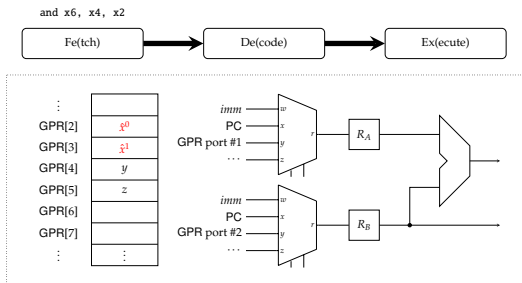 and x6, x4, x2
Fe(tch) De(code) Ex(ecute)
⋮
GPR[2] x̂⁰
GPR[3] x̂¹
GPR[4] y
GPR[5] z
GPR[6]
GPR[7]
⋮ ⋮
imm w
PC x
GPR port #1 y
⋯ z
r
R_A
imm w
PC x
GPR port #2 y
⋯ z
r
R_B